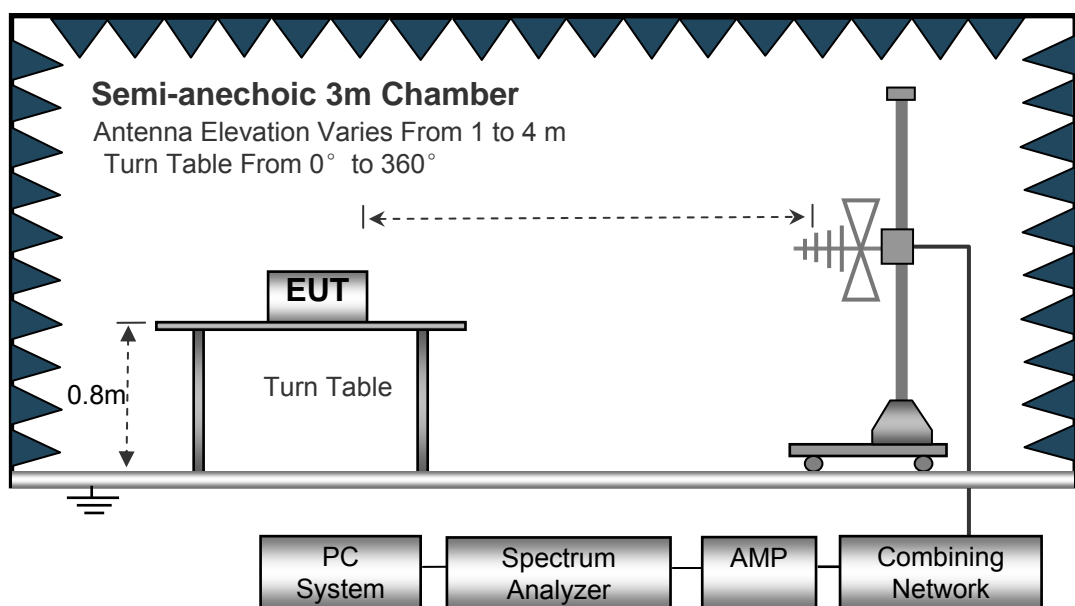 Semi-anechoic 3m Chamber
Antenna Elevation Varies From 1 to 4 m
Turn Table From 0° to 360°
EUT
0.8m
Turn Table
PC
System
Spectrum
Analyzer
AMP
Combining
Network